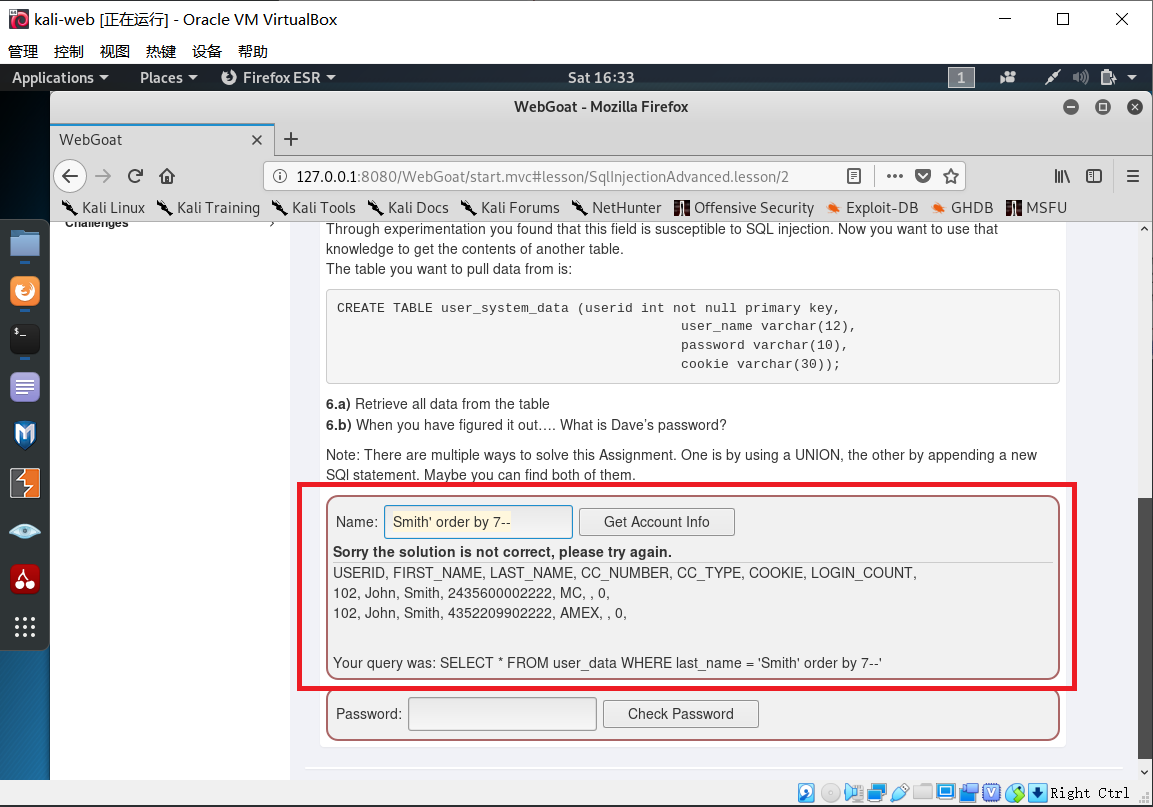 kali-web [正在运行] - Oracle VM VirtualBox
管理 控制 视图 热键 设备 帮助
Applications Places Firefox ESR Sat 16:33 1
WebGoat - Mozilla Firefox
WebGoat
127.0.0.1:8080/WebGoat/start.mvc#lesson/SqlInjectionAdvanced.lesson/2
Kali Linux Kali Training Kali Tools Kali Docs Kali Forums NetHunter Offensive Security Exploit-DB GHDB MSFU
Challenges
Through experimentation you found that this field is susceptible to SQL injection. Now you want to use that
knowledge to get the contents of another table.
The table you want to pull data from is:
CREATE TABLE user_system_data (userid int not null primary key,
user_name varchar(12),
password varchar(10),
cookie varchar(30));
6.a) Retrieve all data from the table
6.b) When you have figured it out…. What is Dave’s password?
Note: There are multiple ways to solve this Assignment. One is by using a UNION, the other by appending a new
SQl statement. Maybe you can find both of them.
Name: Smith' order by 7-- Get Account Info
Sorry the solution is not correct, please try again.
USERID, FIRST_NAME, LAST_NAME, CC_NUMBER, CC_TYPE, COOKIE, LOGIN_COUNT,
102, John, Smith, 2435600002222, MC, , 0,
102, John, Smith, 4352209902222, AMEX, , 0,
Your query was: SELECT * FROM user_data WHERE last_name = 'Smith' order by 7--'
Password: Check Password
Right Ctrl